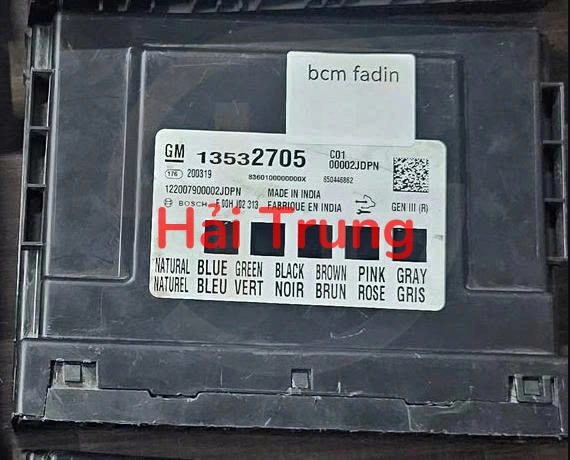 bcm fadin
GM 13532705 C01
00002JDPN
176 200319 8360100000000X 850446862
122007900002JDPN MADE IN INDIA
BOSCH F 00H J02 313 FABRIQUE EN INDIA GEN III (R)
Hải Trung
NATURAL BLUE GREEN BLACK BROWN PINK GRAY
NATUREL BLEU VERT NOIR BRUN ROSE GRIS